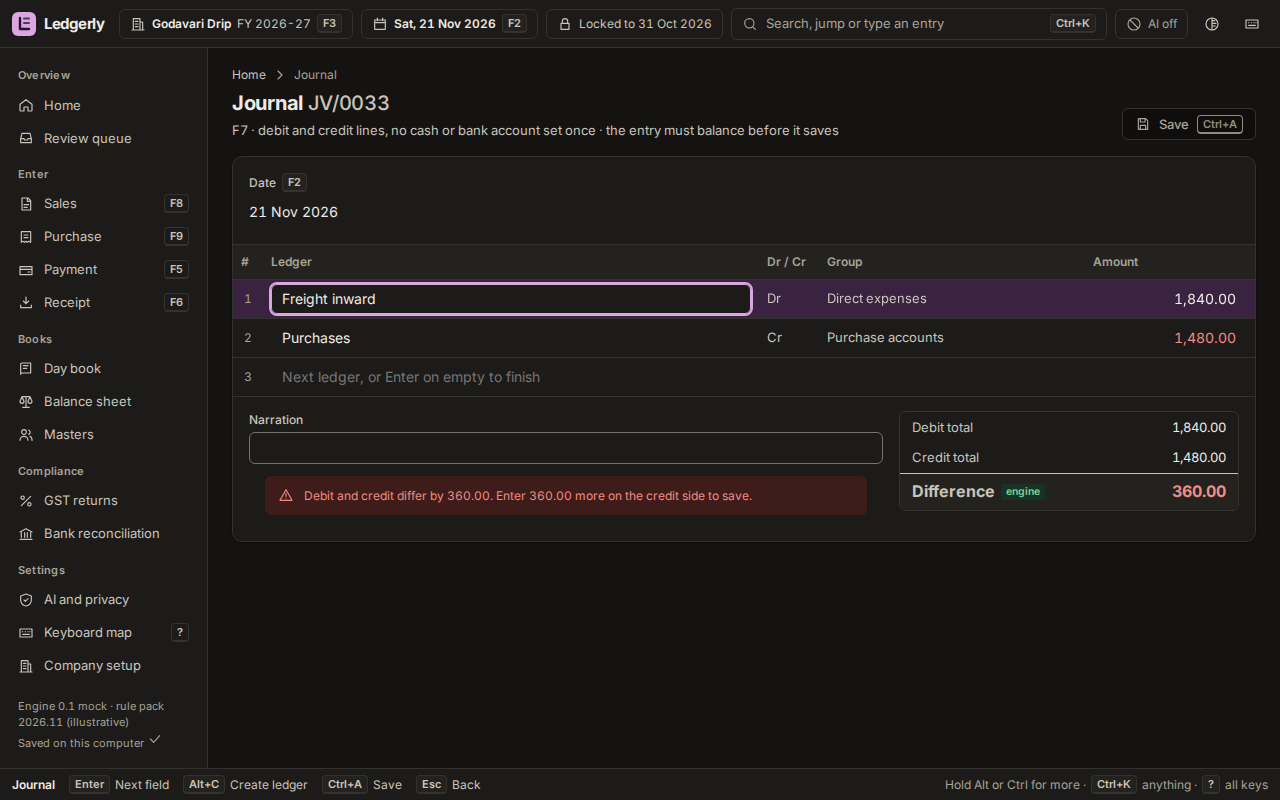 Ledgerly
Godavari Drip FY 2026-27 F3
Sat, 21 Nov 2026 F2
Locked to 31 Oct 2026
Search, jump or type an entry Ctrl+K
AI off
Overview
Home
Review queue
Enter
Sales F8
Purchase F9
Payment F5
Receipt F6
Books
Day book
Balance sheet
Masters
Compliance
GST returns
Bank reconciliation
Settings
AI and privacy
Keyboard map ?
Company setup
Engine 0.1 mock · rule pack
2026.11 (illustrative)
Saved on this computer
Home Journal
Journal JV/0033
F7 · debit and credit lines, no cash or bank account set once · the entry must balance before it saves
Save Ctrl+A
Date F2
21 Nov 2026
# Ledger Dr / Cr Group Amount
1 Freight inward Dr Direct expenses 1,840.00
2 Purchases Cr Purchase accounts 1,480.00
3 Next ledger, or Enter on empty to finish
Narration
Debit and credit differ by 360.00. Enter 360.00 more on the credit side to save.
Debit total 1,840.00
Credit total 1,480.00
Difference engine 360.00
Journal Enter Next field Alt+C Create ledger Ctrl+A Save Esc Back
Hold Alt or Ctrl for more · Ctrl+K anything · ? all keys